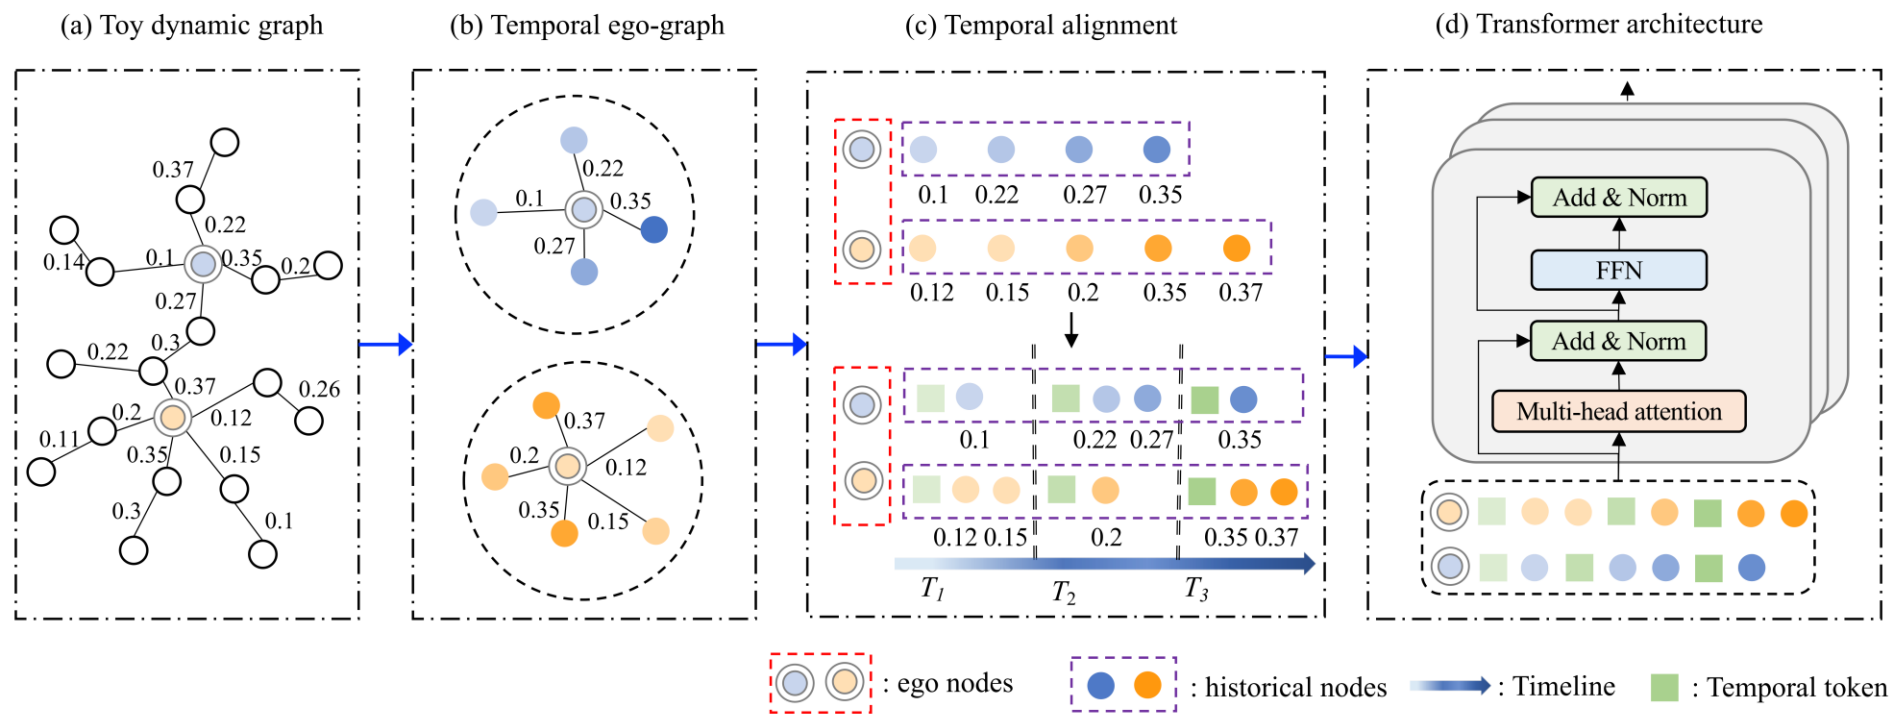 (a) Toy dynamic graph
(b) Temporal ego-graph
(c) Temporal alignment
(d) Transformer architecture
0.37
0.22
0.14
0.1
0.35
0.2
0.27
0.3
0.22
0.37
0.26
0.2
0.12
0.11
0.35
0.15
0.3
0.1
0.22
0.1
0.35
0.27
0.37
0.2
0.12
0.35
0.15
0.1 0.22 0.27 0.35
0.12 0.15 0.2 0.35 0.37
0.1 0.22 0.27 0.35
0.12 0.15 0.2 0.35 0.37
T1 T2 T3
Add & Norm
FFN
Add & Norm
Multi-head attention
: ego nodes
: historical nodes
: Timeline
: Temporal token